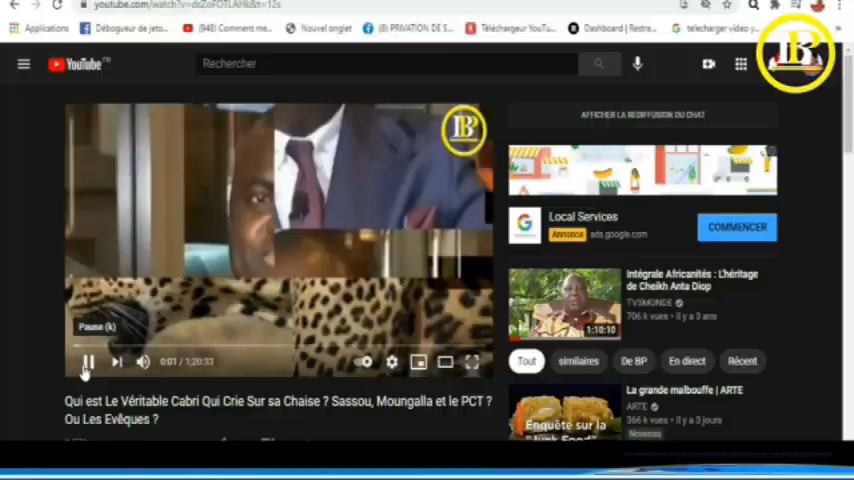 youtube.com/watch?v=
Applications
Débogueur de jeto...
(948) Comment me...
Nouvel onglet
(8) PRIVATION DE S...
Téléchargeur YouTu...
Dashboard | Restre...
telecharger video y...
BP
YouTube FR
Rechercher
BP
AFFICHER LA REDIFFUSION DU CHAT
Local Services
Annonce ads.google.com
COMMENCER
Intégrale Africanités : L'héritage
de Cheikh Anta Diop
TV5MONDE
706 k vues • il y a 3 ans
1:10:10
Pause (k)
0:01 / 1:20:33
Tout
similaires
De BP
En direct
Récent
Qui est Le Véritable Cabri Qui Crie Sur sa Chaise ? Sassou, Moungalla et le PCT ?
Ou Les Evêques ?
La grande malbouffe | ARTE
ARTE
366 k vues • il y a 3 jours
Nouveau
Enquête sur la
"Junk Food"